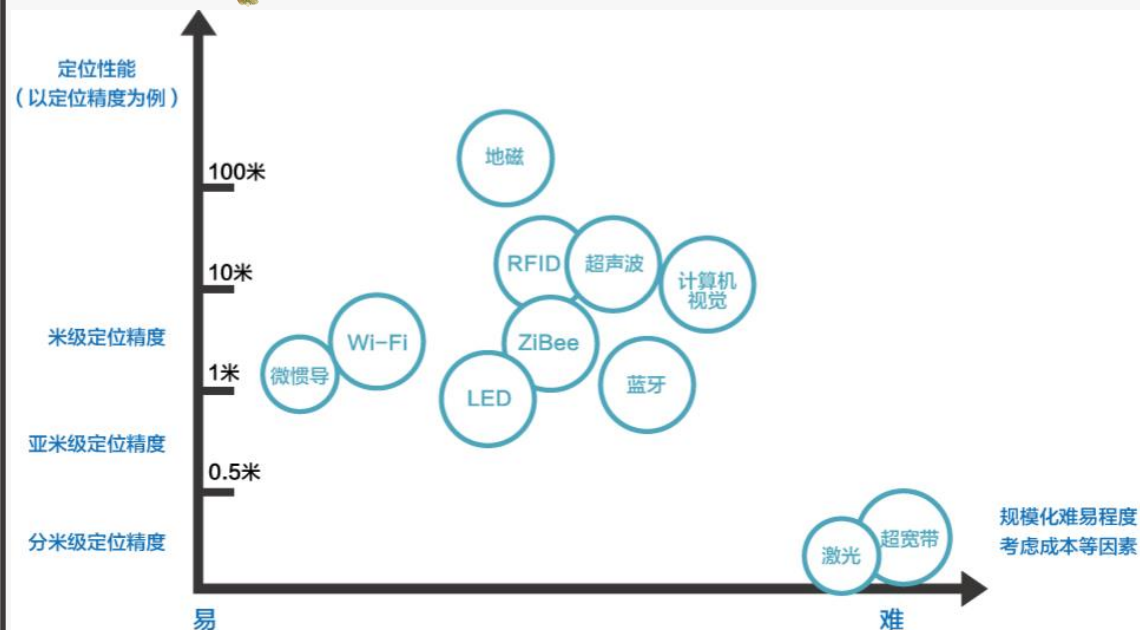 定位性能
（以定位精度为例）
地磁
100米
RFID
超声波
计算机
视觉
10米
米级定位精度
Wi-Fi
ZiBee
微惯导
1米
LED
蓝牙
亚米级定位精度
0.5米
分米级定位精度
激光
超宽带
规模化难易程度
考虑成本等因素
易
难